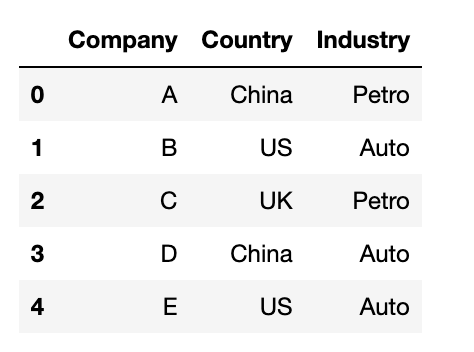 Company Country Industry
0 A China Petro
1 B US Auto
2 C UK Petro
3 D China Auto
4 E US Auto